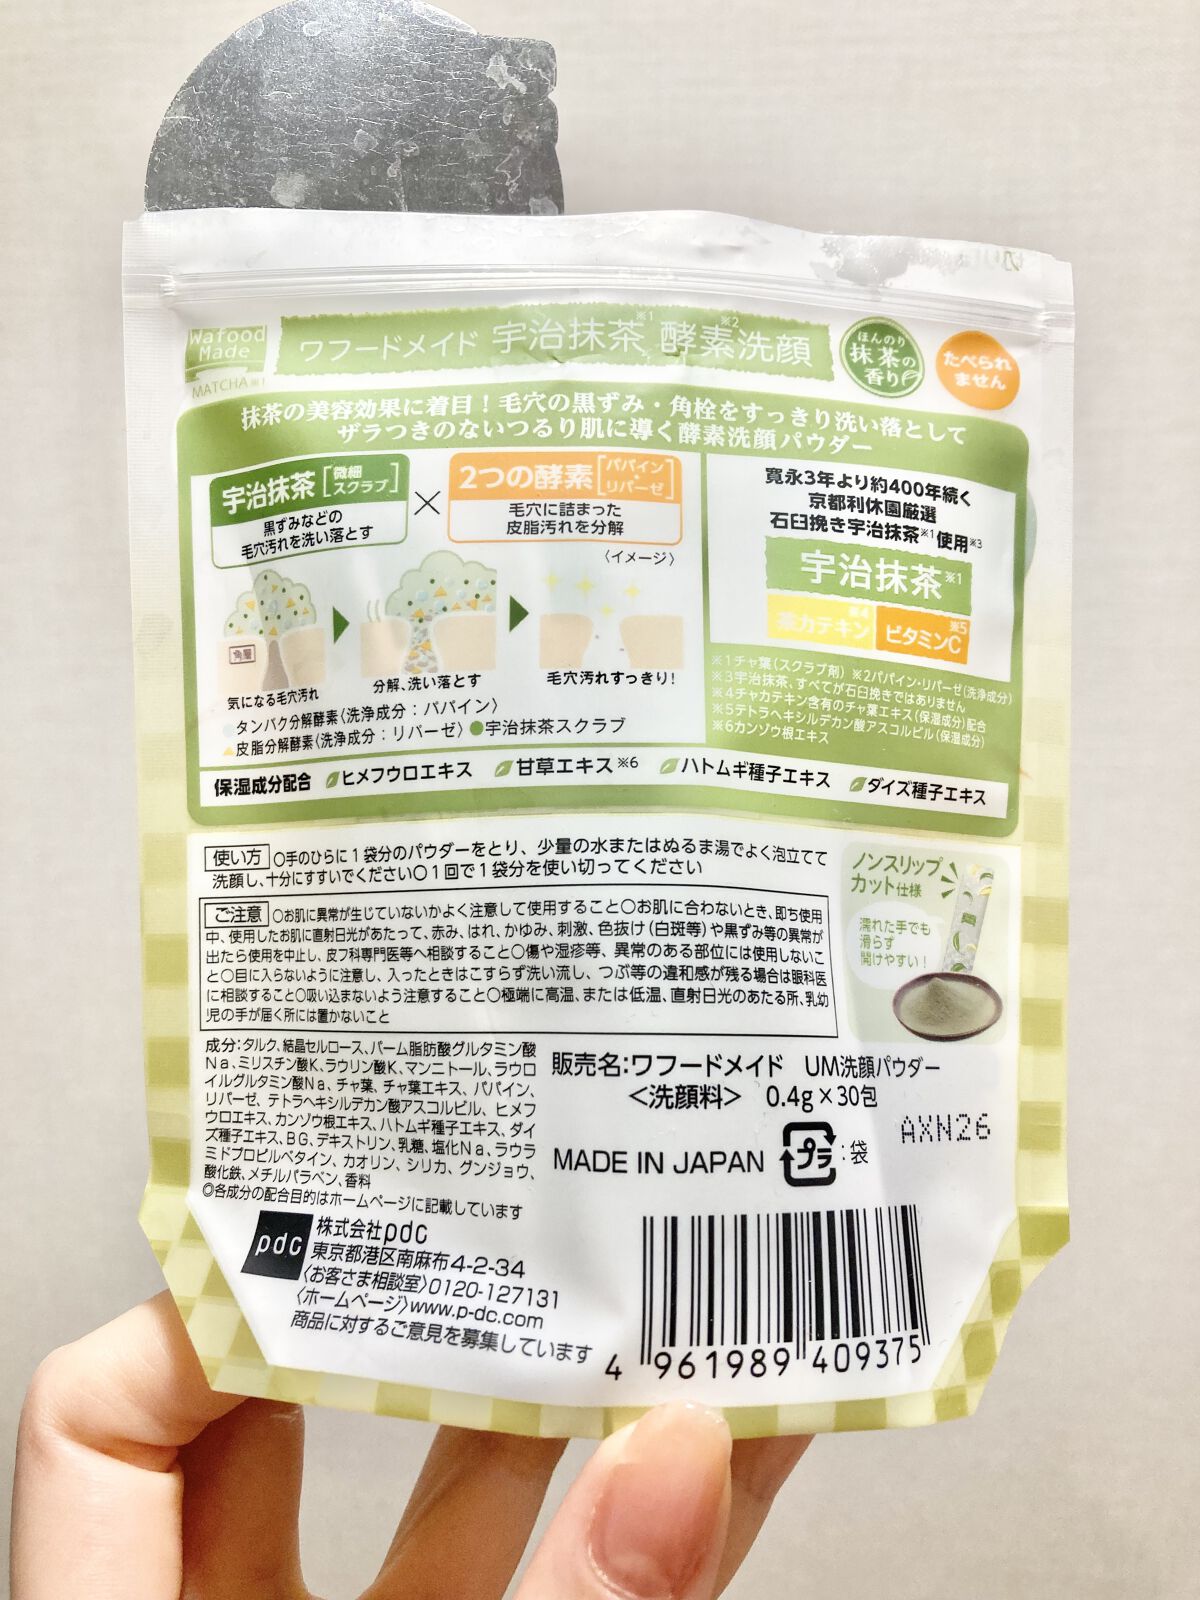 Wafood
Made
MATCHA※1
ワフードメイド 宇治抹茶※1 酵素※2洗顔
ほんのり
抹茶の
香り
たべられ
ません
抹茶の美容効果に着目！毛穴の黒ずみ・角栓をすっきり洗い落として
ザラつきのないつるり肌に導く酵素洗顔パウダー
宇治抹茶[微細スクラブ]
黒ずみなどの
毛穴汚れを洗い落とす
×
2つの酵素[パパイン・リパーゼ]
毛穴に詰まった
皮脂汚れを分解
〈イメージ〉
角層
気になる毛穴汚れ
分解、洗い落とす
毛穴汚れすっきり!
タンパク分解酵素〈洗浄成分：パパイン〉
皮脂分解酵素〈洗浄成分：リパーゼ〉●宇治抹茶スクラブ
寛永3年より約400年続く
京都利休園厳選
石臼挽き宇治抹茶※1使用※3
宇治抹茶※1
茶カテキン※4
ビタミンC※5
※1チャ葉(スクラブ剤) ※2パパイン・リパーゼ(洗浄成分)
※3宇治抹茶、すべてが石臼挽きではありません
※4チャカテキン含有のチャ葉エキス(保湿成分)配合
※5テトラヘキシルデカン酸アスコルビル(保湿成分)
※6カンゾウ根エキス
保湿成分配合 ヒメフウロエキス 甘草エキス※6 ハトムギ種子エキス ダイズ種子エキス
使い方 ○手のひらに1袋分のパウダーをとり、少量の水またはぬるま湯でよく泡立てて
洗顔し、十分にすすいでください○1回で1袋分を使い切ってください
ご注意 ○お肌に異常が生じていないかよく注意して使用すること○お肌に合わないとき、即ち使用
中、使用したお肌に直射日光があたって、赤み、はれ、かゆみ、刺激、色抜け(白斑等)や黒ずみ等の異常が
出たら使用を中止し、皮フ科専門医等へ相談すること○傷や湿疹等、異常のある部位には使用しないこ
と○目に入らないように注意し、入ったときはこすらず洗い流し、つぶ等の違和感が残る場合は眼科医
に相談すること○吸い込まないよう注意すること○極端に高温、または低温、直射日光のあたる所、乳幼
児の手が届く所には置かないこと
ノンスリップ
カット仕様
濡れた手でも
滑らず
開けやすい！
成分：タルク、結晶セルロース、パーム脂肪酸グルタミン酸
Na、ミリスチン酸K、ラウリン酸K、マンニトール、ラウロ
イルグルタミン酸Na、チャ葉、チャ葉エキス、パパイン、
リパーゼ、テトラヘキシルデカン酸アスコルビル、ヒメフ
ウロエキス、カンゾウ根エキス、ハトムギ種子エキス、ダイ
ズ種子エキス、BG、デキストリン、乳糖、塩化Na、ラウラ
ミドプロピルベタイン、カオリン、シリカ、グンジョウ、
酸化鉄、メチルパラベン、香料
◎各成分の配合目的はホームページに記載しています
販売名：ワフードメイド UM洗顔パウダー
＜洗顔料＞ 0.4g×30包
AXN26
MADE IN JAPAN
プラ
：袋
pdc
株式会社pdc
東京都港区南麻布4-2-34
〈お客さま相談室〉0120-127131
〈ホームページ〉www.p-dc.com
商品に対するご意見を募集しています
4 961989 409375